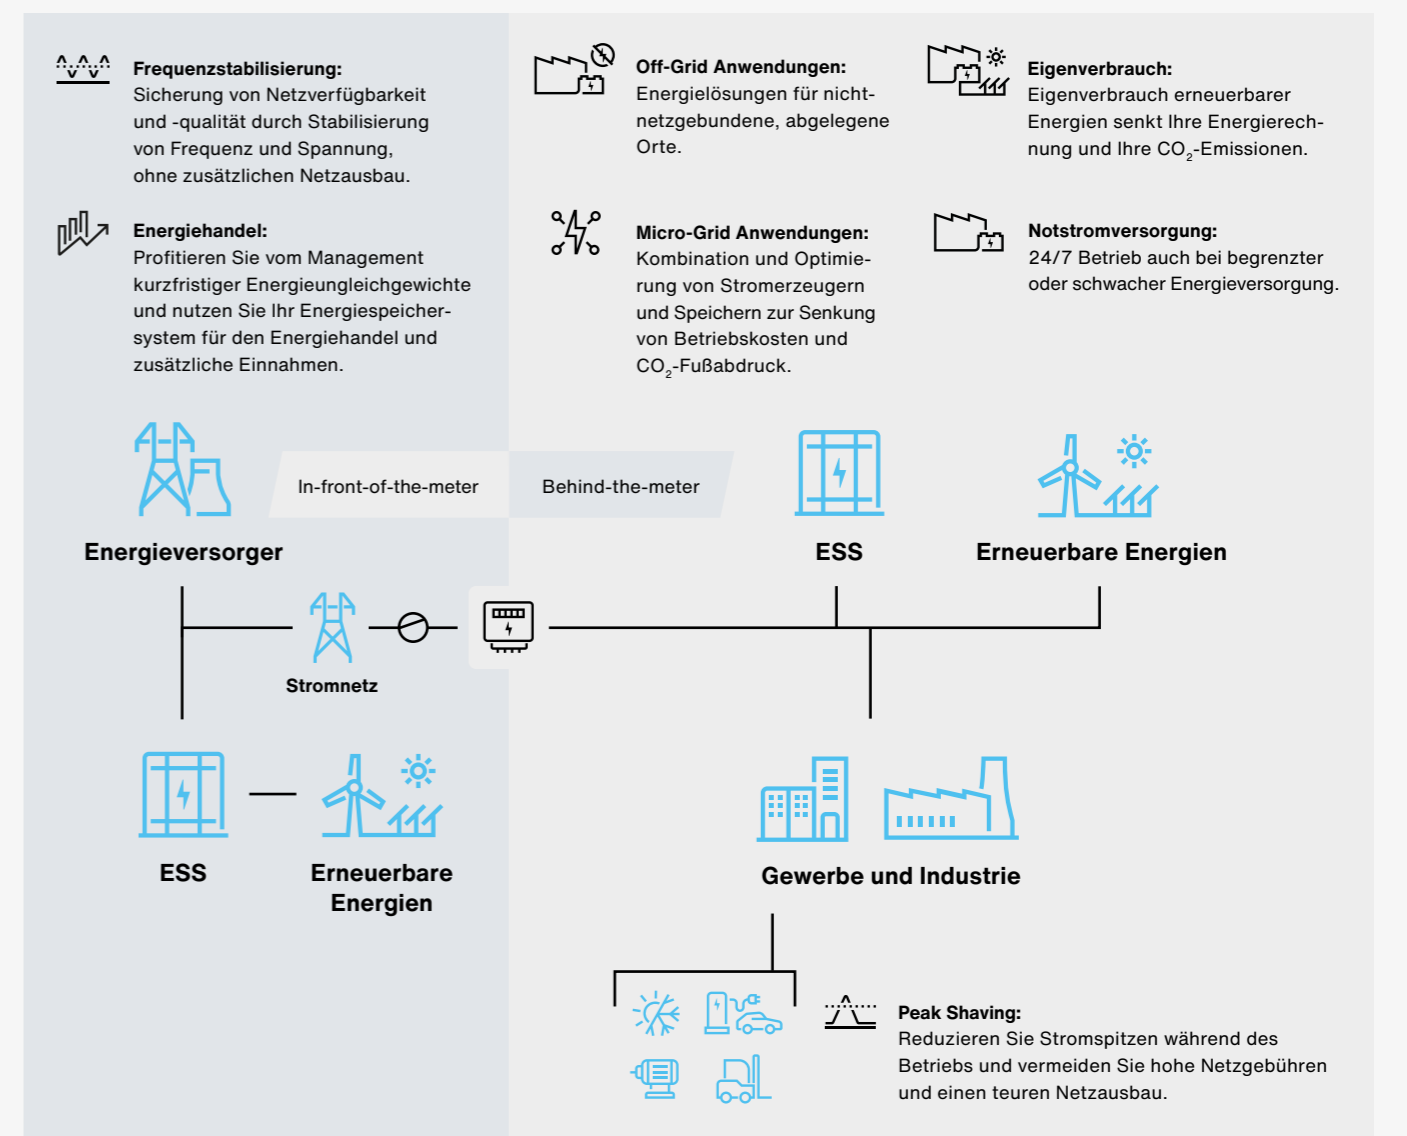 Frequenzstabilisierung:
Sicherung von Netzverfügbarkeit
und -qualität durch Stabilisierung
von Frequenz und Spannung,
ohne zusätzlichen Netzausbau.
Energiehandel:
Profitieren Sie vom Management
kurzfristiger Energieungleichgewichte
und nutzen Sie Ihr Energiespeicher-
system für den Energiehandel und
zusätzliche Einnahmen.
Off-Grid Anwendungen:
Energielösungen für nicht-
netzgebundene, abgelegene
Orte.
Micro-Grid Anwendungen:
Kombination und Optimie-
rung von Stromerzeugern
und Speichern zur Senkung
von Betriebskosten und
CO₂-Fußabdruck.
Eigenverbrauch:
Eigenverbrauch erneuerbarer
Energien senkt Ihre Energierech-
nung und Ihre CO₂-Emissionen.
Notstromversorgung:
24/7 Betrieb auch bei begrenzter
oder schwacher Energieversorgung.
In-front-of-the-meter
Behind-the-meter
Energieversorger
ESS
Erneuerbare Energien
Stromnetz
ESS
Erneuerbare
Energien
Gewerbe und Industrie
Peak Shaving:
Reduzieren Sie Stromspitzen während des
Betriebs und vermeiden Sie hohe Netzgebühren
und einen teuren Netzausbau.